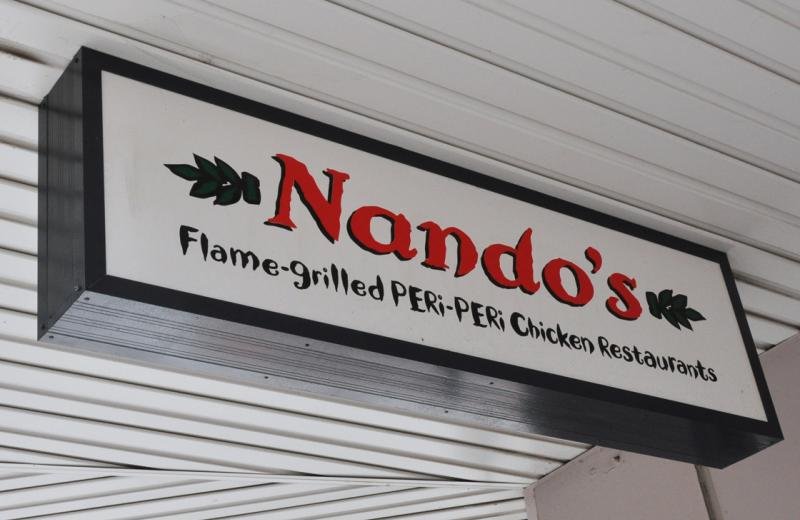 Nando's
Flame-grilled PERi-PERi Chicken Restaurants